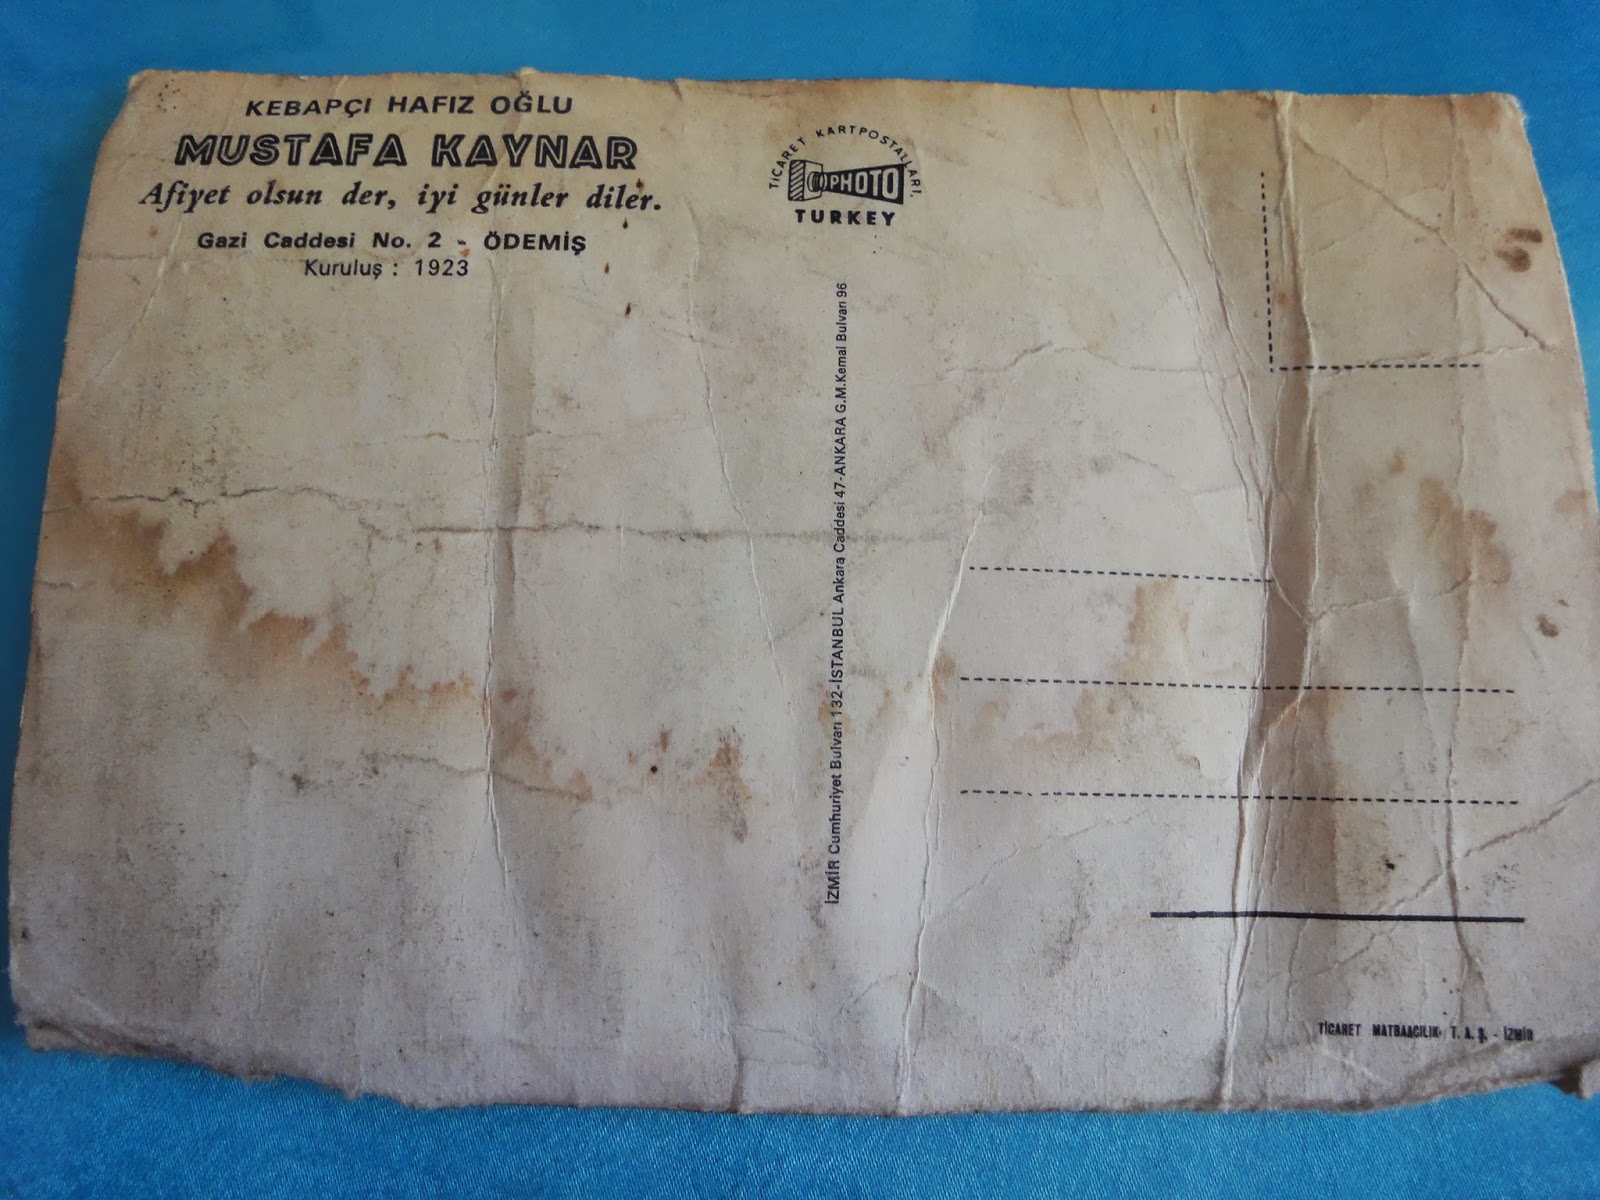 KEBAPÇI HAFIZ OĞLU
MUSTAFA KAYNAR
Afiyet olsun der, iyi günler diler.
Gazi Caddesi No. 2 - ÖDEMİŞ
Kuruluş : 1923
TİCARET KARTPOSTALLARI
PHOTO
TURKEY
İZMİR Cumhuriyet Bulvarı 132-İSTANBUL Ankara Caddesi 47-ANKARA G.M.Kemal Bulvarı 96
TİCARET MATBAACILIK T. A. Ş. - İZMİR